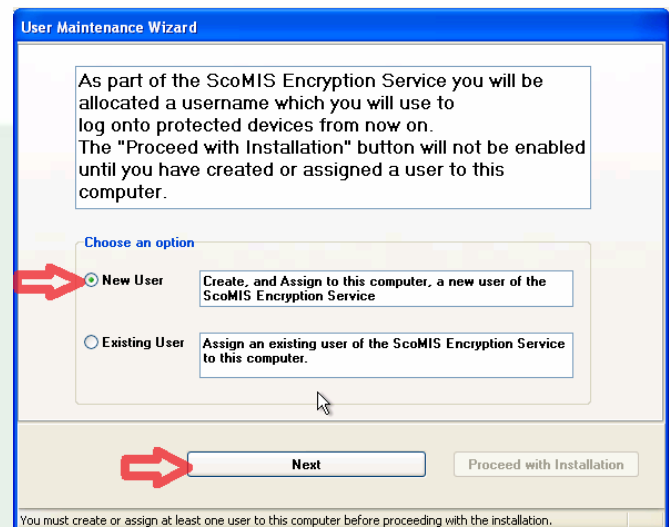 User Maintenance Wizard
As part of the ScoMIS Encryption Service you will be
allocated a username which you will use to
log onto protected devices from now on.
The "Proceed with Installation" button will not be enabled
until you have created or assigned a user to this
computer.
Choose an option
New User
Create, and Assign to this computer, a new user of the
ScoMIS Encryption Service
Existing User
Assign an existing user of the ScoMIS Encryption Service
to this computer.
Next
Proceed with Installation
You must create or assign at least one user to this computer before proceeding with the installation.